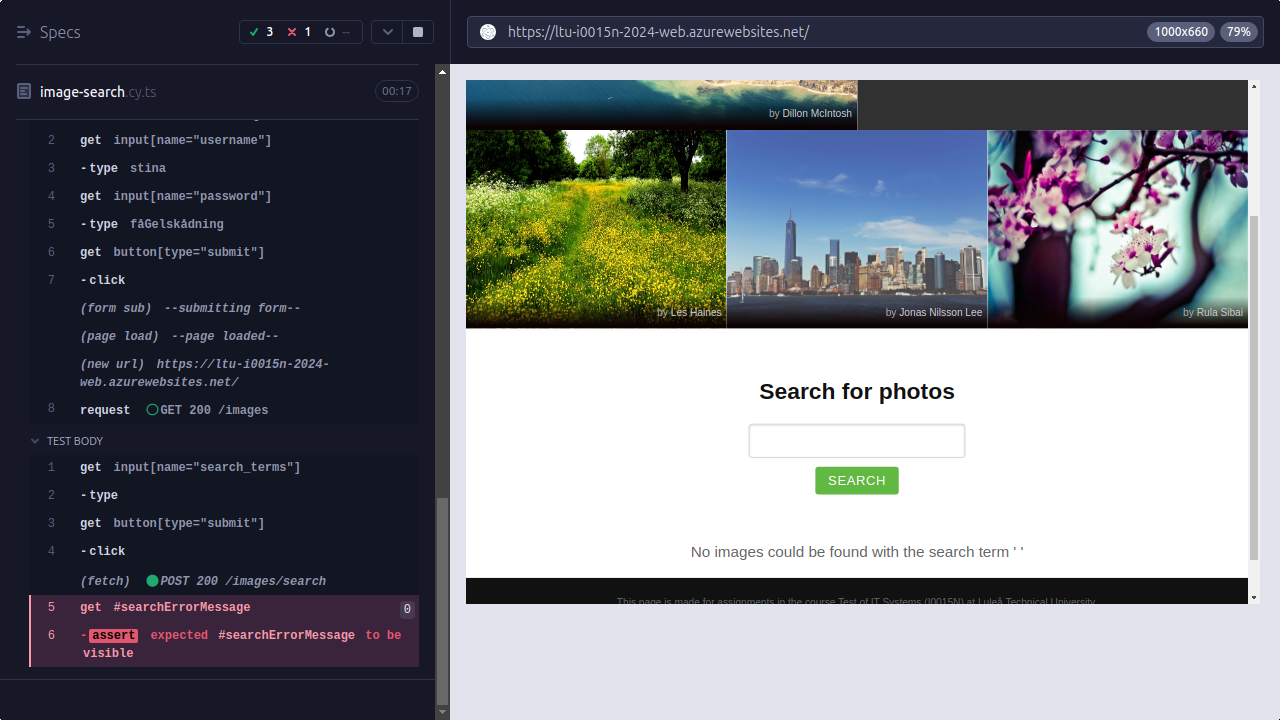 Specs
3
1
--
https://ltu-i0015n-2024-web.azurewebsites.net/
1000x660
79%
image-search.cy.ts
00:17
2 get input[name="username"]
3 -type stina
4 get input[name="password"]
5 -type fåGelskådning
6 get button[type="submit"]
7 -click
(form sub) --submitting form--
(page load) --page loaded--
(new url) https://ltu-i0015n-2024-
web.azurewebsites.net/
8 request GET 200 /images
TEST BODY
1 get input[name="search_terms"]
2 -type
3 get button[type="submit"]
4 -click
(fetch) POST 200 /images/search
5 get #searchErrorMessage 0
6 -assert expected #searchErrorMessage to be
visible
by Dillon McIntosh
by Les Haines
by Jonas Nilsson Lee
by Rula Sibai
Search for photos
SEARCH
No images could be found with the search term ' '
This page is made for assignments in the course Test of IT Systems (I0015N) at Luleå Technical University